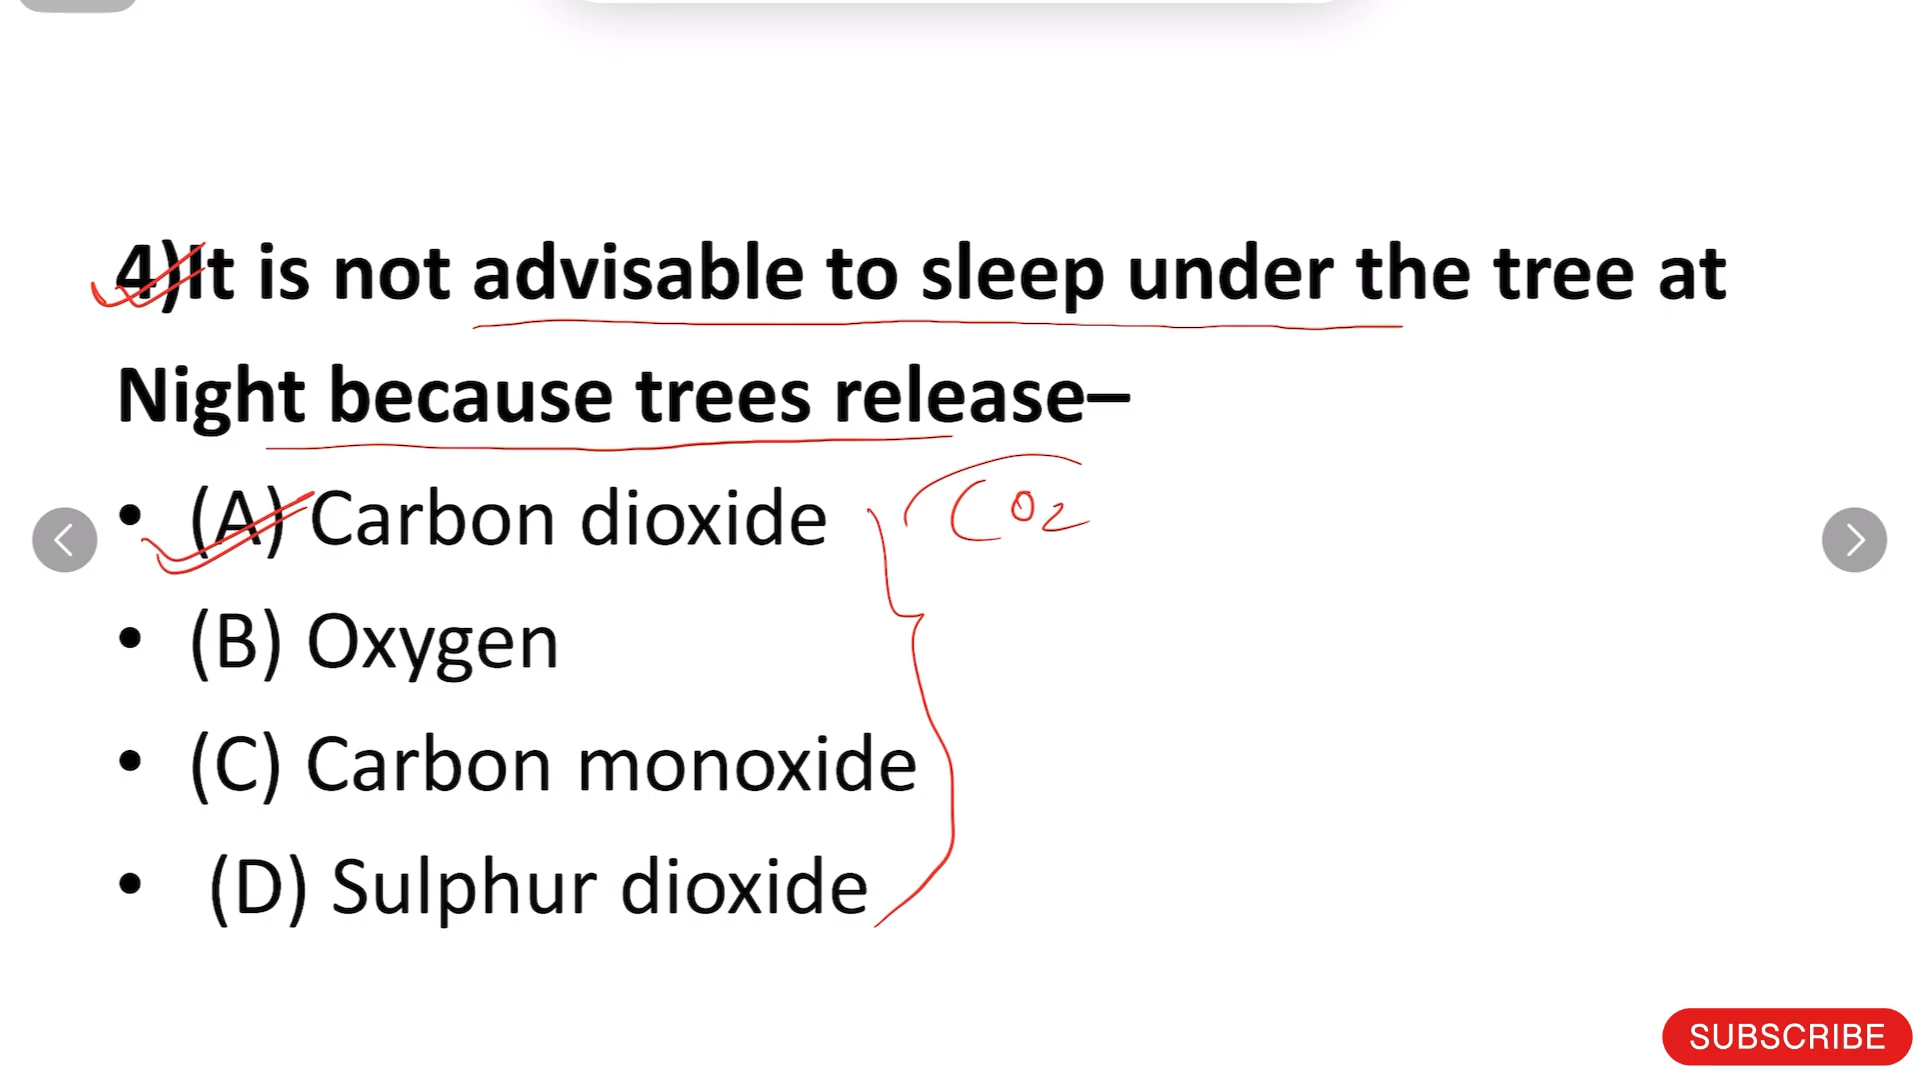 4)It is not advisable to sleep under the tree at
Night because trees release–
• (A) Carbon dioxide
CO2
• (B) Oxygen
• (C) Carbon monoxide
• (D) Sulphur dioxide
SUBSCRIBE